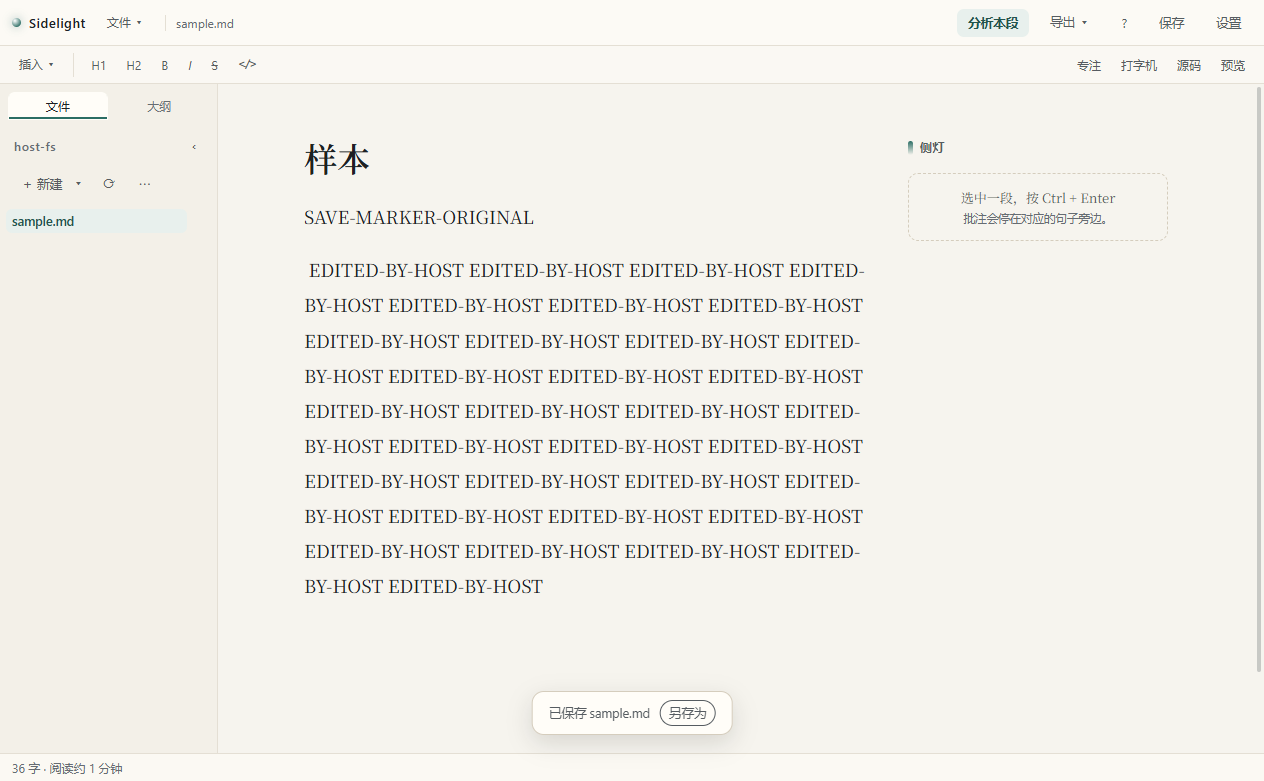 Sidelight 文件 sample.md 分析本段 导出 ? 保存 设置
插入 H1 H2 B I S </> 专注 打字机 源码 预览
文件 大纲
host-fs
+ 新建 ···
sample.md
样本
SAVE-MARKER-ORIGINAL
EDITED-BY-HOST EDITED-BY-HOST EDITED-BY-HOST EDITED-
BY-HOST EDITED-BY-HOST EDITED-BY-HOST EDITED-BY-HOST
EDITED-BY-HOST EDITED-BY-HOST EDITED-BY-HOST EDITED-
BY-HOST EDITED-BY-HOST EDITED-BY-HOST EDITED-BY-HOST
EDITED-BY-HOST EDITED-BY-HOST EDITED-BY-HOST EDITED-
BY-HOST EDITED-BY-HOST EDITED-BY-HOST EDITED-BY-HOST
EDITED-BY-HOST EDITED-BY-HOST EDITED-BY-HOST EDITED-
BY-HOST EDITED-BY-HOST EDITED-BY-HOST EDITED-BY-HOST
EDITED-BY-HOST EDITED-BY-HOST EDITED-BY-HOST EDITED-
BY-HOST EDITED-BY-HOST
侧灯
选中一段，按 Ctrl + Enter
批注会停在对应的句子旁边。
已保存 sample.md 另存为
36 字 · 阅读约 1 分钟